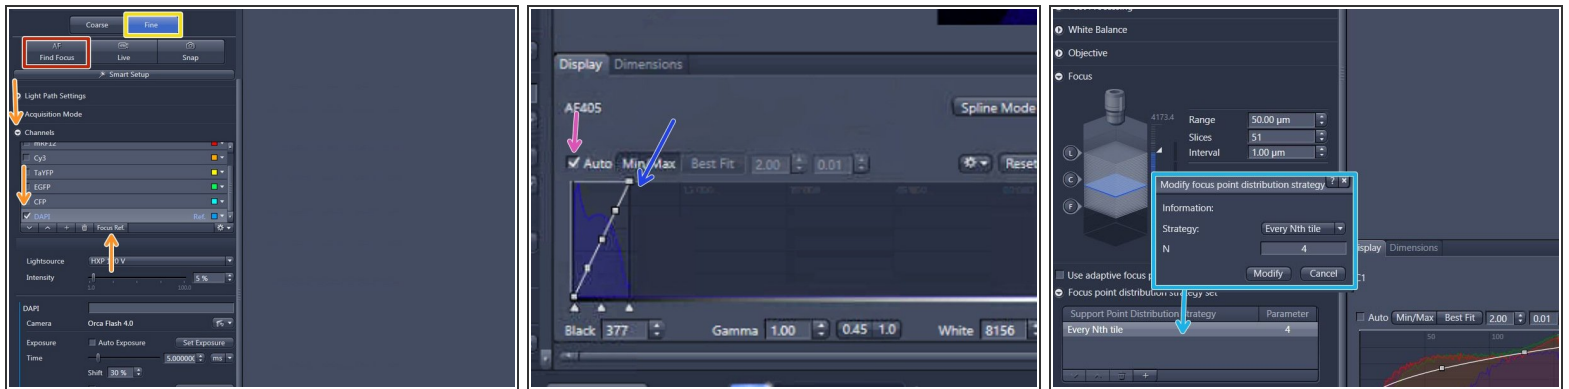 Coarse Fine
AF
Find Focus Live Snap
Smart Setup
Light Path Settings
Acquisition Mode
Channels
Cy3
TaYFP
EGFP
CFP
DAPI Ref.
Focus Ref.
Lightsource
Intensity 5 %
1.0 100.0
DAPI
Camera Orca Flash 4.0
Exposure Auto Exposure Set Exposure
Time ms
Shift 30 %
Display Dimensions
AF405
Spline Mode
Auto Min/Max Best Fit 2.00 0.01 Reset
Black 377 Gamma 1.00 0.45 1.0 White 8156
White Balance
Objective
Focus
4173.4 Range 50.00 µm
Slices 51
Interval 1.00 µm
L
C
F
Modify focus point distribution strategy ? ×
Information:
Strategy: Every Nth tile
N 4
Modify Cancel
Use adaptive focus
Focus point distribution strategy set
Support Point Distribution Strategy Parameter
Every Nth tile 4
Dimensions
Auto Min/Max Best Fit 2.00 0.01
50 100